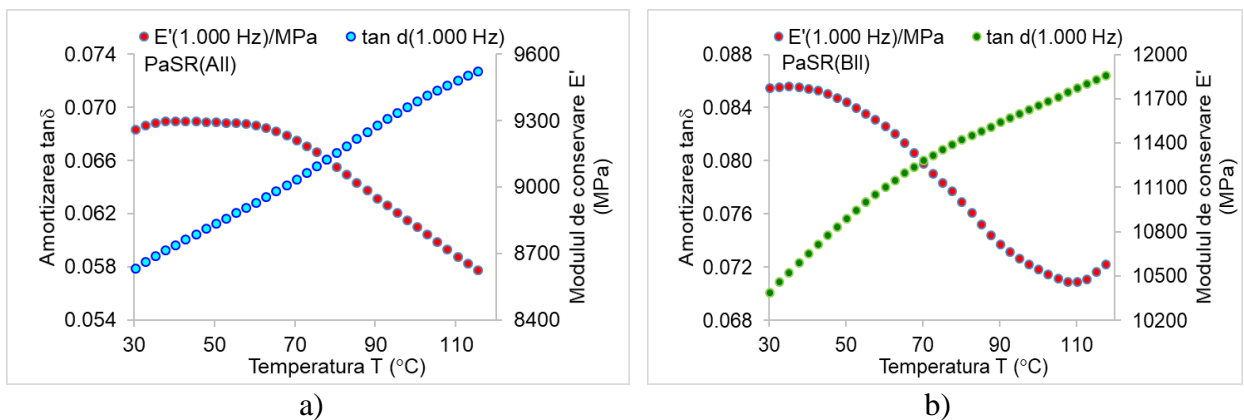 E'(1.000 Hz)/MPa tan d(1.000 Hz)
PaSR(AII)
Amortizarea tanδ
0.074
0.070
0.066
0.062
0.058
0.054
9600
9300
9000
8700
8400
Modulul de conservare E'
(MPa)
30 50 70 90 110
Temperatura T (°C)
a)
E'(1.000 Hz)/MPa tan d(1.000 Hz)
PaSR(BII)
Amortizarea tanδ
0.088
0.084
0.080
0.076
0.072
0.068
12000
11700
11400
11100
10800
10500
10200
Modulul de conservare E'
(MPa)
30 50 70 90 110
Temperatura T (°C)
b)